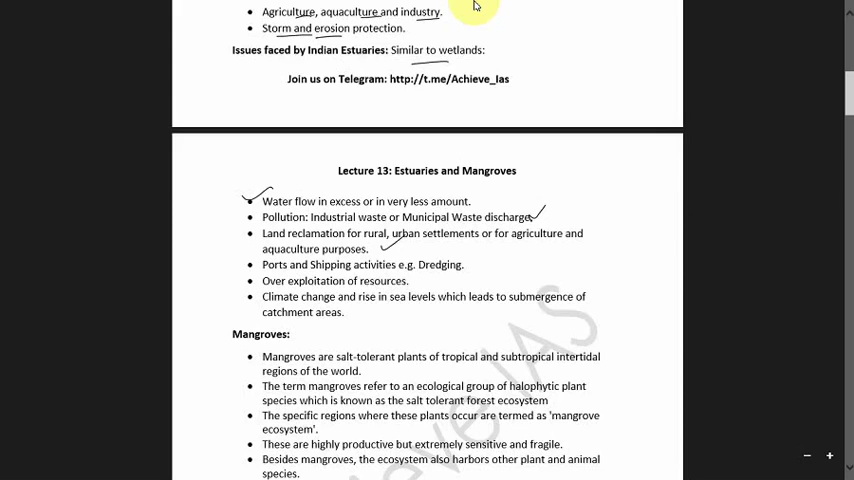 • Agriculture, aquaculture and industry.
• Storm and erosion protection.
Issues faced by Indian Estuaries: Similar to wetlands:
Join us on Telegram: http://t.me/Achieve_Ias
Lecture 13: Estuaries and Mangroves
• Water flow in excess or in very less amount.
• Pollution: Industrial waste or Municipal Waste discharge.
• Land reclamation for rural, urban settlements or for agriculture and
aquaculture purposes.
• Ports and Shipping activities e.g. Dredging.
• Over exploitation of resources.
• Climate change and rise in sea levels which leads to submergence of
catchment areas.
Mangroves:
• Mangroves are salt-tolerant plants of tropical and subtropical intertidal
regions of the world.
• The term mangroves refer to an ecological group of halophytic plant
species which is known as the salt tolerant forest ecosystem
• The specific regions where these plants occur are termed as 'mangrove
ecosystem'.
• These are highly productive but extremely sensitive and fragile.
• Besides mangroves, the ecosystem also harbors other plant and animal
species.
ieve IAS